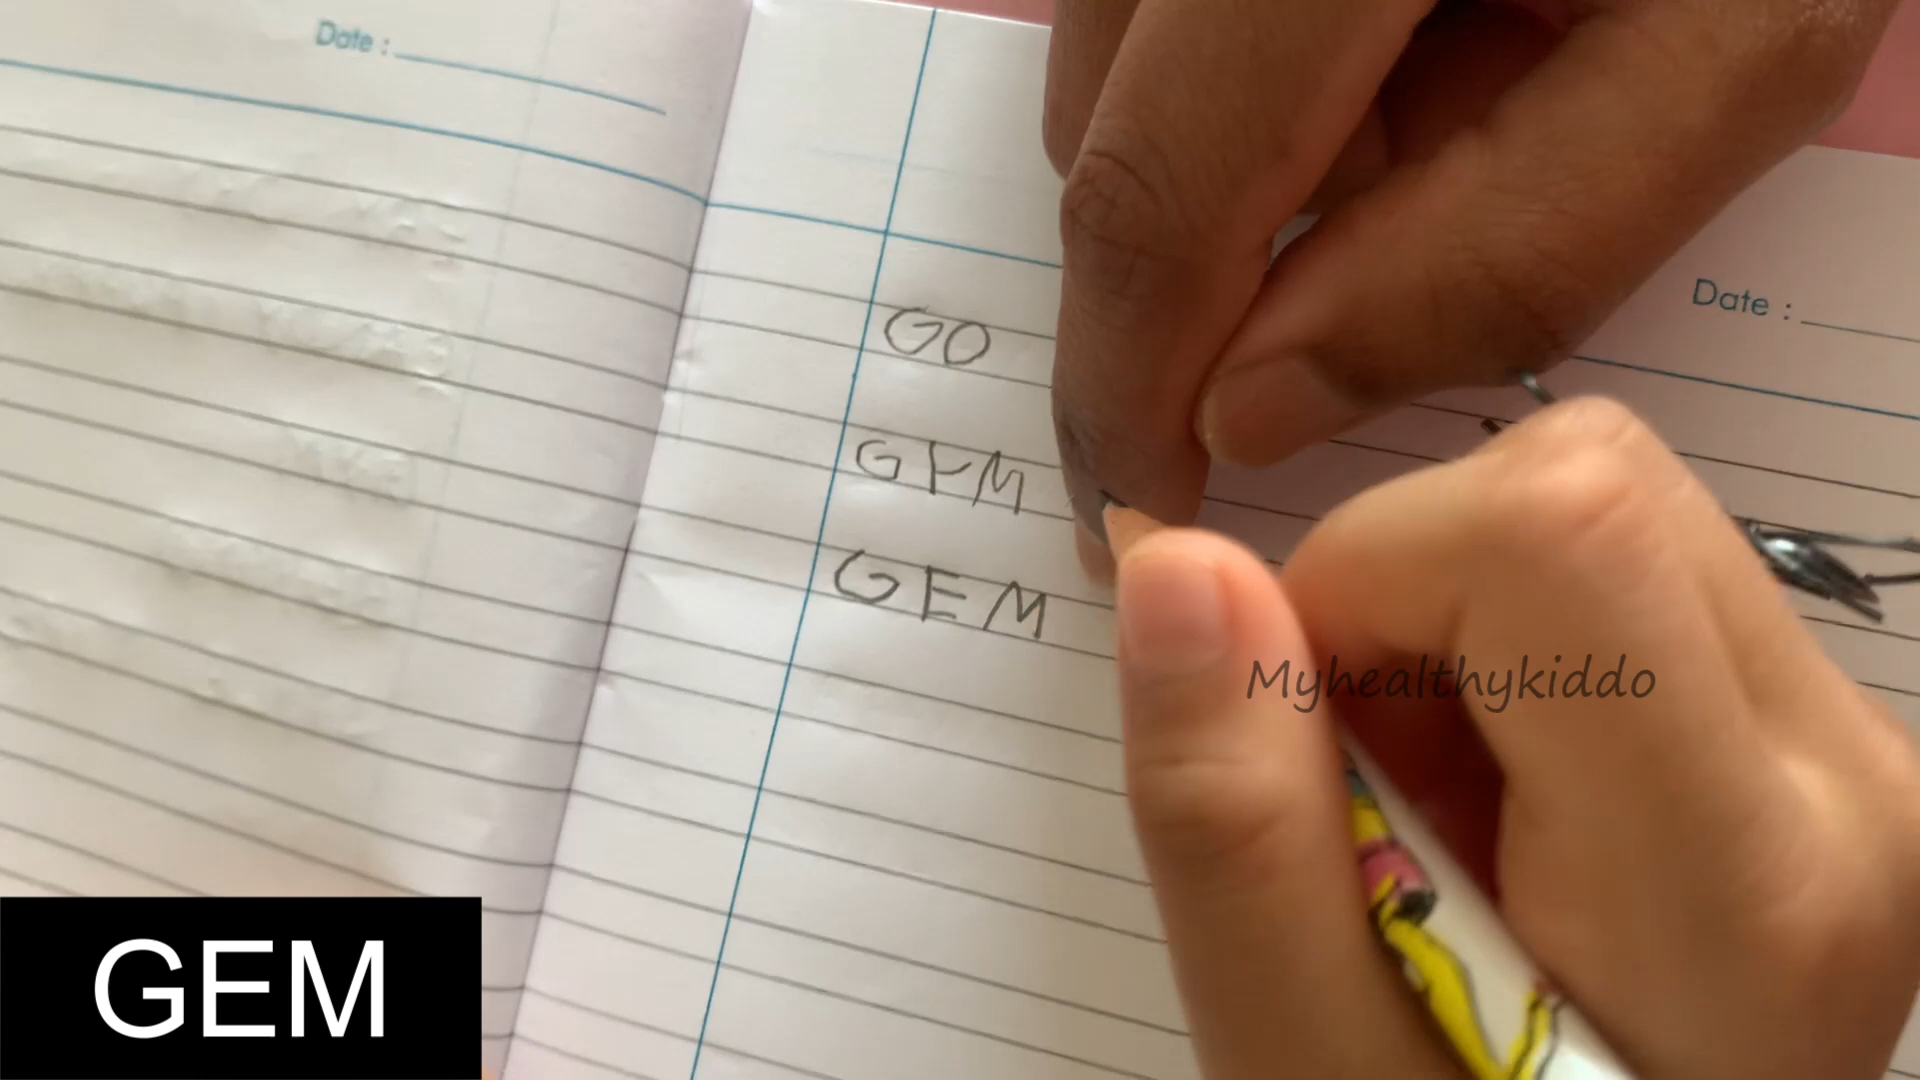 Date :
Date :
GO
GYM
GEM
Myhealthykiddo
GEM